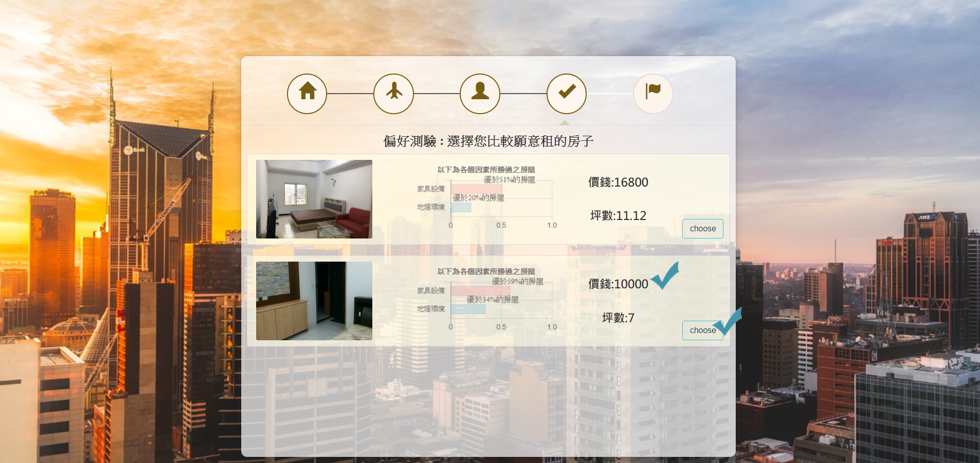 偏好測驗 : 選擇您比較願意租的房子
以下為各個因素所勝過之房屋
優於51%的房屋
家具設備
優於20%的房屋
地理環境
0 0.5 1.0
價錢:16800
坪數:11.12
choose
以下為各個因素所勝過之房屋
優於59%的房屋
家具設備
優於34%的房屋
地理環境
0 0.5 1.0
價錢:10000
坪數:7
choose